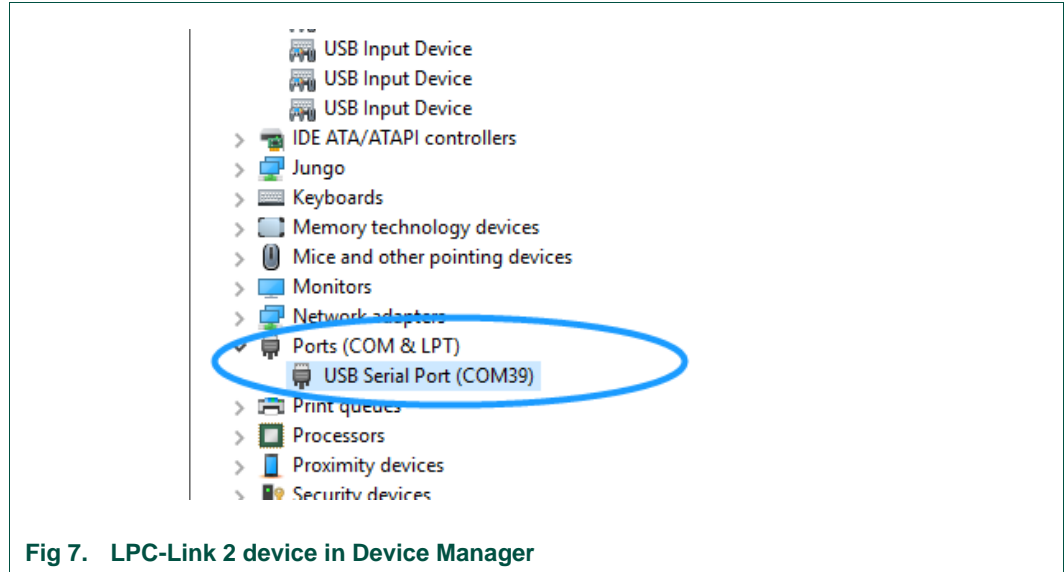 USB Input Device
USB Input Device
USB Input Device
IDE ATA/ATAPI controllers
Jungo
Keyboards
Memory technology devices
Mice and other pointing devices
Monitors
Network adapters
Ports (COM & LPT)
USB Serial Port (COM39)
Print queues
Processors
Proximity devices
Security devices
Fig 7. LPC-Link 2 device in Device Manager